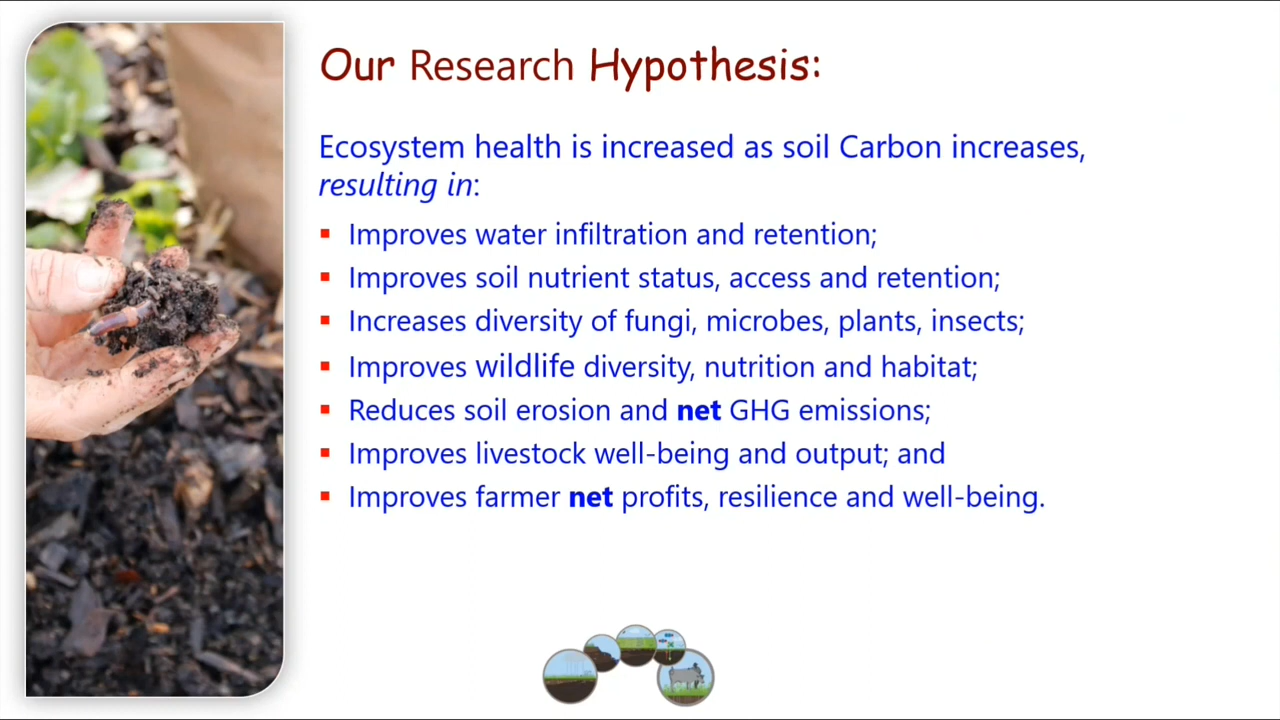 Our Research Hypothesis:
Ecosystem health is increased as soil Carbon increases,
resulting in:
Improves water infiltration and retention;
Improves soil nutrient status, access and retention;
Increases diversity of fungi, microbes, plants, insects;
Improves wildlife diversity, nutrition and habitat;
Reduces soil erosion and net GHG emissions;
Improves livestock well-being and output; and
Improves farmer net profits, resilience and well-being.